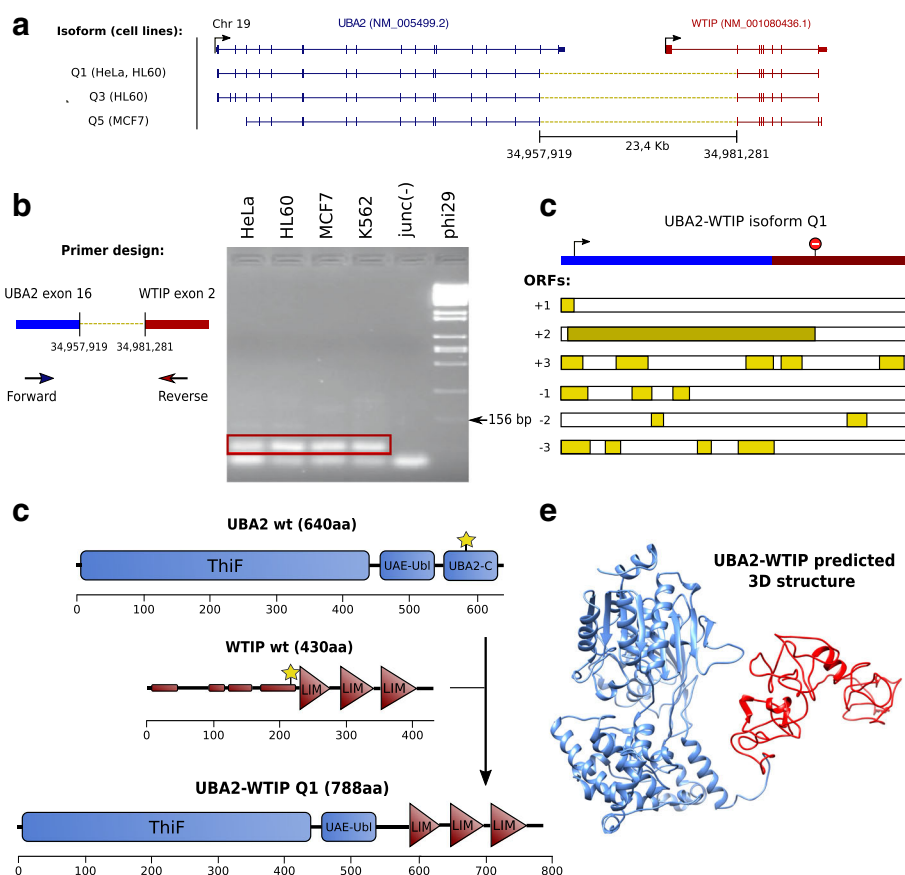 a
Isoform (cell lines):
Chr 19
UBA2 (NM_005499.2)
WTIP (NM_001080436.1)
Q1 (HeLa, HL60)
Q3 (HL60)
Q5 (MCF7)
23,4 Kb
34,957,919
34,981,281
b
Primer design:
UBA2 exon 16
WTIP exon 2
34,957,919
34,981,281
Forward
Reverse
HeLa
HL60
MCF7
K562
junc(-)
phi29
156 bp
c
UBA2-WTIP isoform Q1
ORFs:
+1
+2
+3
-1
-2
-3
c
UBA2 wt (640aa)
ThiF
UAE-Ubl
UBA2-C
0 100 200 300 400 500 600
WTIP wt (430aa)
LIM LIM LIM
0 100 200 300 400
UBA2-WTIP Q1 (788aa)
ThiF
UAE-Ubl
LIM LIM LIM
0 100 200 300 400 500 600 700 800
e
UBA2-WTIP predicted
3D structure